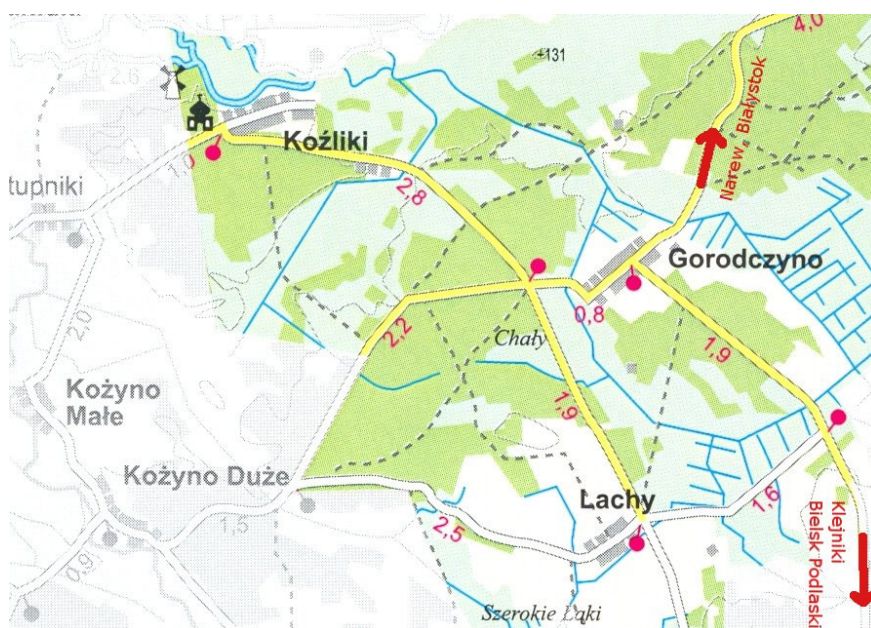 4,0
+131
2,6
Narew, Białystok
Koźliki
2,8
tupniki
Gorodczyno
0,8
2,0
2,2
Chały
1,9
1,9
Kożyno
Małe
Kożyno Duże
Lachy
1,5
2,5
1,6
0,9
Klejniki
Bielsk Podlaski
Szerokie Łąki